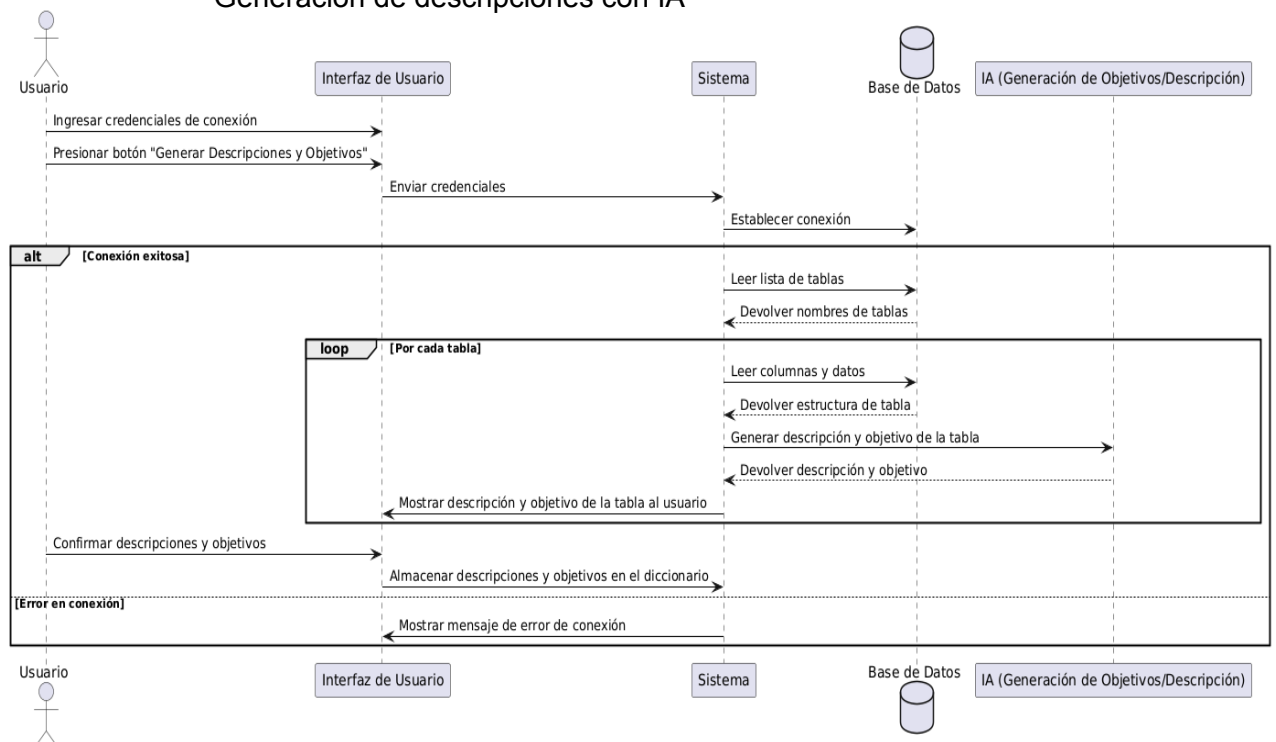 Generación de descripciones con IA
Usuario
Interfaz de Usuario
Sistema
Base de Datos
IA (Generación de Objetivos/Descripción)
Ingresar credenciales de conexión
Presionar botón "Generar Descripciones y Objetivos"
Enviar credenciales
Establecer conexión
alt [Conexión exitosa]
Leer lista de tablas
Devolver nombres de tablas
loop [Por cada tabla]
Leer columnas y datos
Devolver estructura de tabla
Generar descripción y objetivo de la tabla
Devolver descripción y objetivo
Mostrar descripción y objetivo de la tabla al usuario
Confirmar descripciones y objetivos
Almacenar descripciones y objetivos en el diccionario
[Error en conexión]
Mostrar mensaje de error de conexión
Usuario
Interfaz de Usuario
Sistema
Base de Datos
IA (Generación de Objetivos/Descripción)